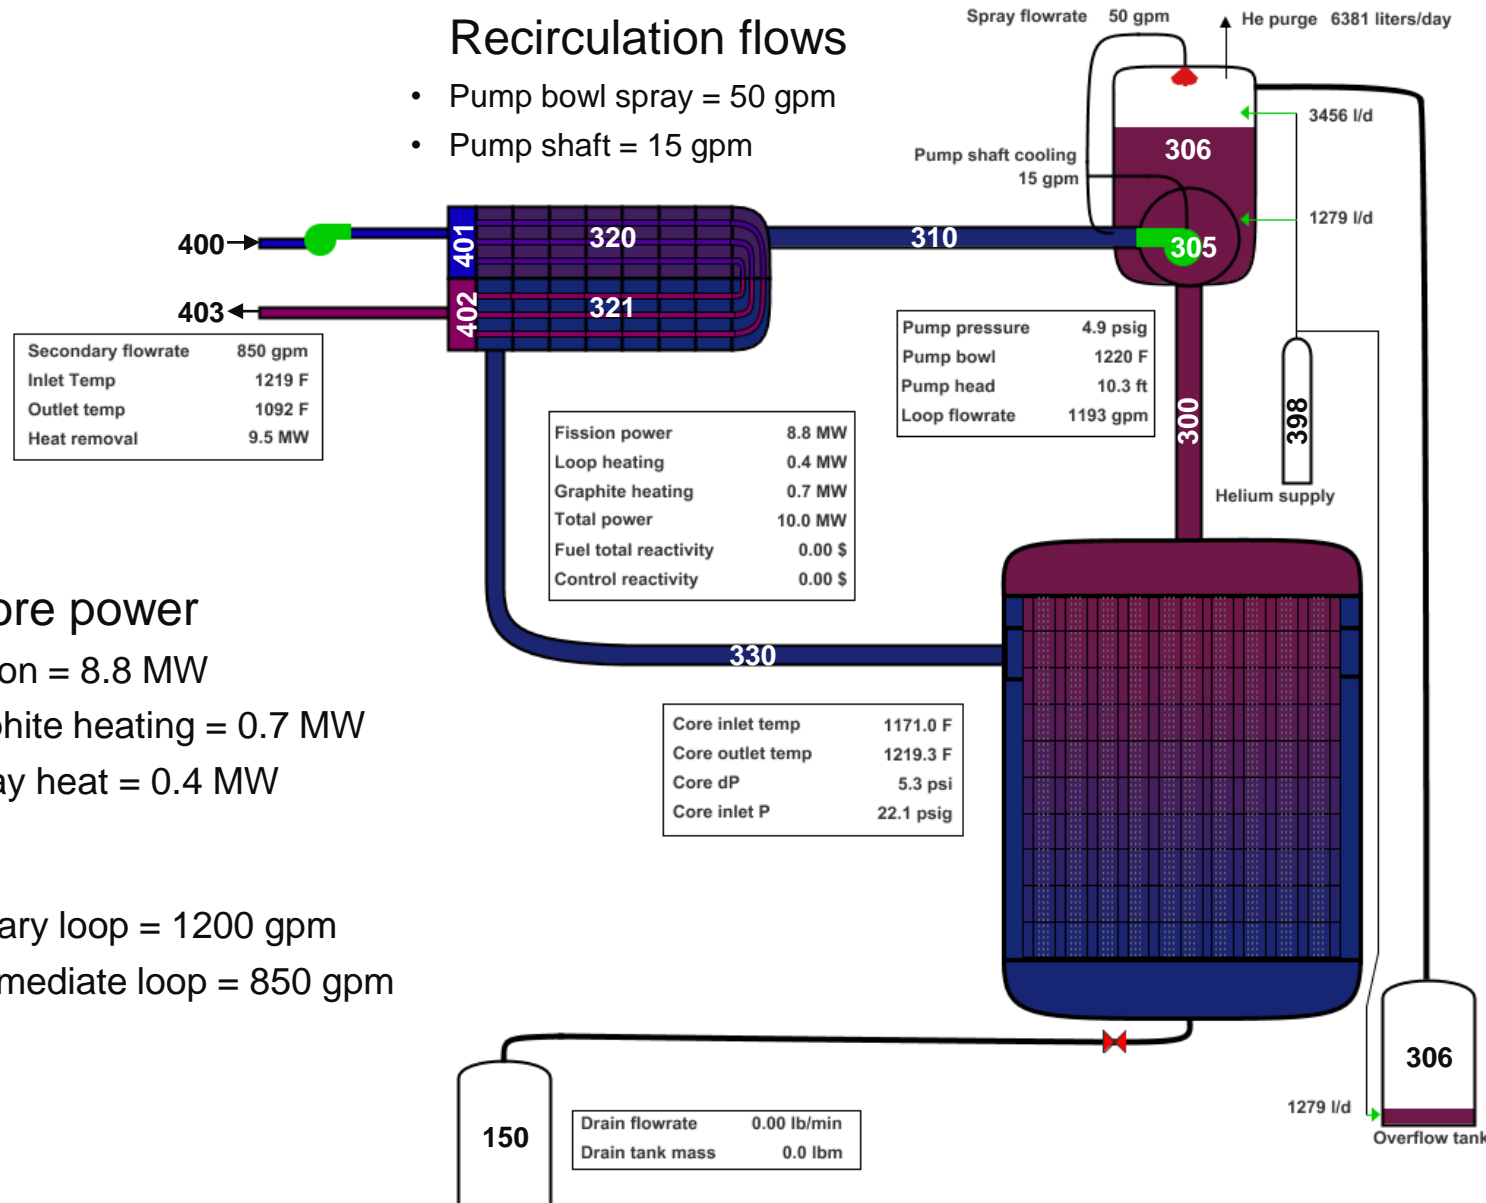 Recirculation flows
• Pump bowl spray = 50 gpm
• Pump shaft = 15 gpm
Spray flowrate 50 gpm
He purge 6381 liters/day
3456 l/d
306
Pump shaft cooling
15 gpm
1279 l/d
305
310
400
401
320
403
402
321
Secondary flowrate 850 gpm
Inlet Temp 1219 F
Outlet temp 1092 F
Heat removal 9.5 MW
Pump pressure 4.9 psig
Pump bowl 1220 F
Pump head 10.3 ft
Loop flowrate 1193 gpm
300
398
Helium supply
Fission power 8.8 MW
Loop heating 0.4 MW
Graphite heating 0.7 MW
Total power 10.0 MW
Fuel total reactivity 0.00 $
Control reactivity 0.00 $
ore power
on = 8.8 MW
phite heating = 0.7 MW
ay heat = 0.4 MW
330
Core inlet temp 1171.0 F
Core outlet temp 1219.3 F
Core dP 5.3 psi
Core inlet P 22.1 psig
ary loop = 1200 gpm
mediate loop = 850 gpm
306
1279 l/d
Overflow tank
150
Drain flowrate 0.00 lb/min
Drain tank mass 0.0 lbm